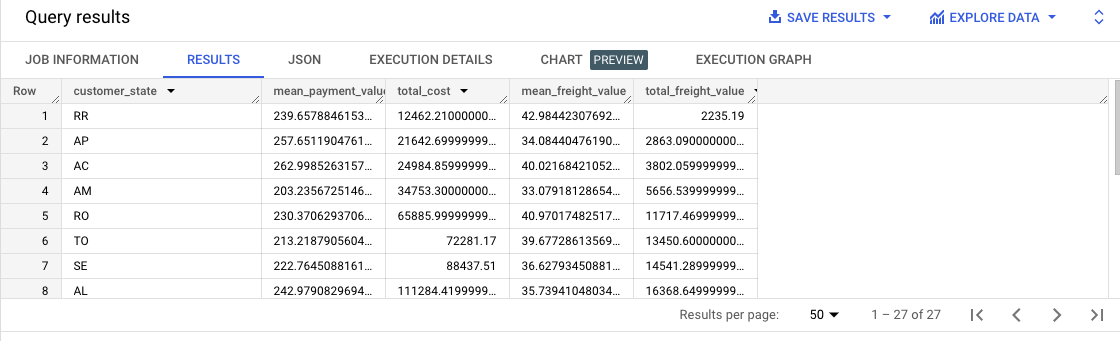 Query results SAVE RESULTS EXPLORE DATA
JOB INFORMATION RESULTS JSON EXECUTION DETAILS CHART PREVIEW EXECUTION GRAPH
Row customer_state mean_payment_value total_cost mean_freight_value total_freight_value
1 RR 239.6578846153... 12462.21000000... 42.98442307692... 2235.19
2 AP 257.6511904761... 21642.69999999... 34.08440476190... 2863.090000000...
3 AC 262.9985263157... 24984.85999999... 40.02168421052... 3802.059999999...
4 AM 203.2356725146... 34753.30000000... 33.07918128654... 5656.539999999...
5 RO 230.3706293706... 65885.99999999... 40.97017482517... 11717.46999999...
6 TO 213.2187905604... 72281.17 39.67728613569... 13450.60000000...
7 SE 222.7645088161... 88437.51 36.62793450881... 14541.28999999...
8 AL 242.9790829694... 111284.4199999... 35.73941048034... 16368.64999999...
Results per page: 50 1 – 27 of 27